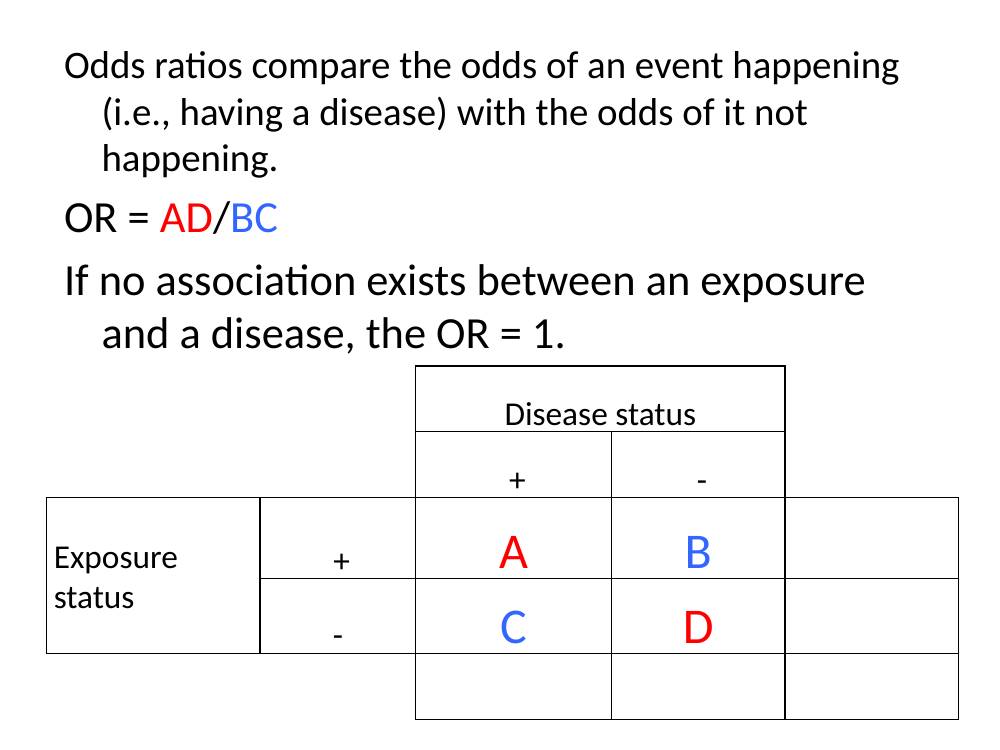 Odds ratios compare the odds of an event happening
(i.e., having a disease) with the odds of it not
happening.
OR = AD/BC
If no association exists between an exposure
and a disease, the OR = 1.
Disease status
+ -
Exposure
status
+ A B
- C D